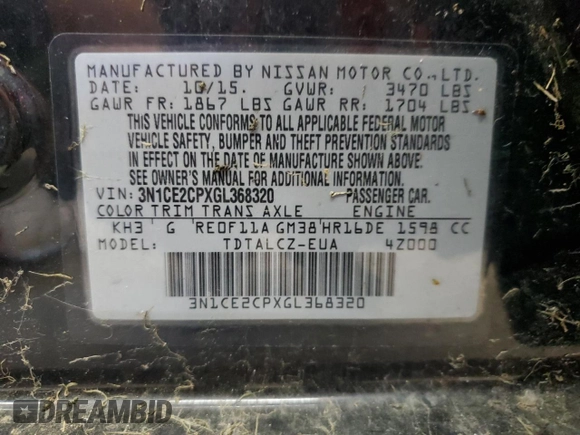 MANUFACTURED BY NISSAN MOTOR CO., LTD.
DATE: 10/15. GVWR: 3470 LBS
GAWR FR: 1867 LBS GAWR RR: 1704 LBS
THIS VEHICLE CONFORMS TO ALL APPLICABLE FEDERAL MOTOR
VEHICLE SAFETY, BUMPER AND THEFT PREVENTION STANDARDS
IN EFFECT ON THE DATE OF MANUFACTURE SHOWN ABOVE.
SEE OWNER'S MANUAL FOR ADDITIONAL INFORMATION.
VIN: 3N1CE2CPXGL368320 PASSENGER CAR.
COLOR TRIM TRANS AXLE ENGINE
KH3 G RE0F11A GM38 HR16DE 1598 CC
MODEL: TDTALCZ-EUA 4Z000
3N1CE2CPXGL368320
DREAMBID